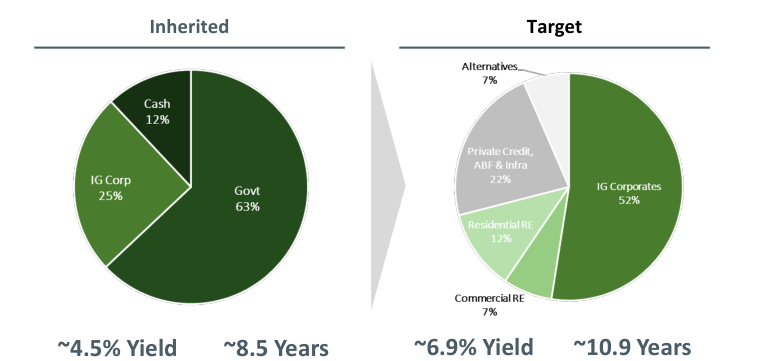 Inherited
Target
Cash
12%
IG Corp
25%
Govt
63%
Alternatives
7%
Private Credit,
ABF & Infra
22%
IG Corporates
52%
Residential RE
12%
Commercial RE
7%
~4.5% Yield
~8.5 Years
~6.9% Yield
~10.9 Years